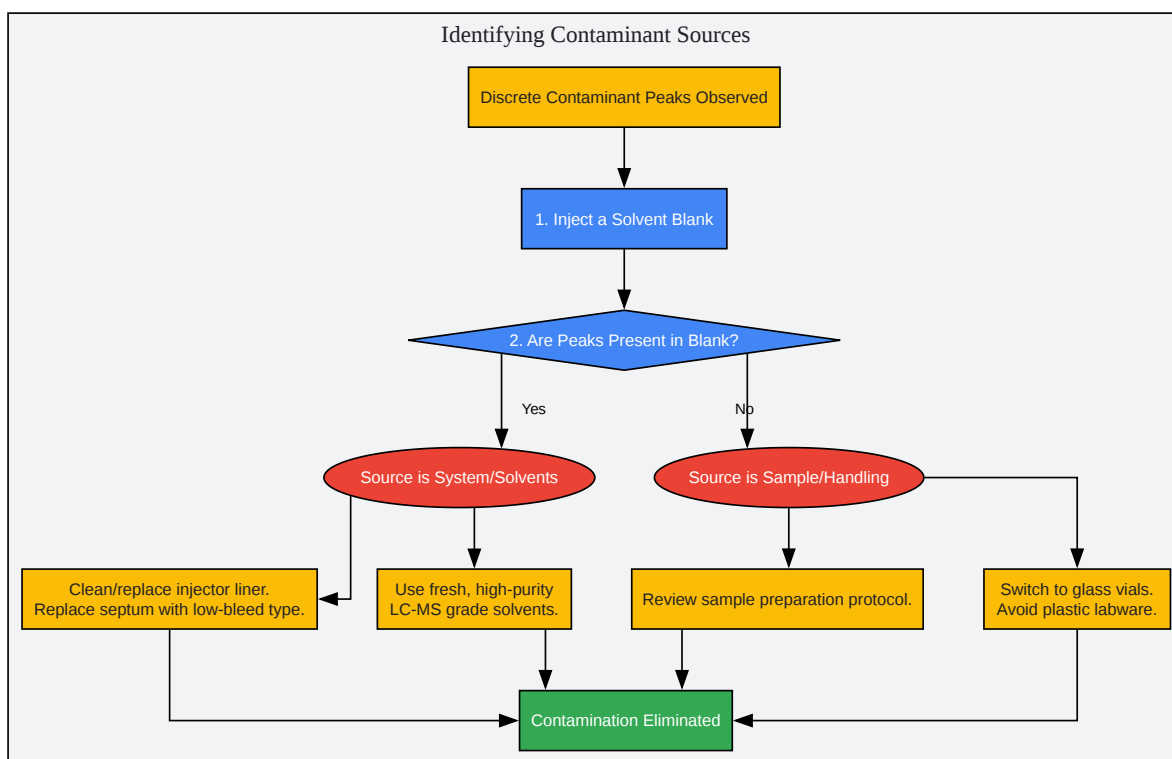 Identifying Contaminant Sources
Discrete Contaminant Peaks Observed
1. Inject a Solvent Blank
2. Are Peaks Present in Blank?
Yes
No
Source is System/Solvents
Source is Sample/Handling
Clean/replace injector liner.
Replace septum with low-bleed type.
Use fresh, high-purity
LC-MS grade solvents.
Review sample preparation protocol.
Switch to glass vials.
Avoid plastic labware.
Contamination Eliminated